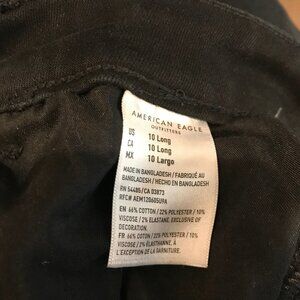 AMERICAN EAGLE
OUTFITTERS
US 10 Long
CA 10 Long
MX 10 Largo
MADE IN BANGLADESH / FABRIQUÉ AU
BANGLADESH / HECHO EN BANGLADESH
RN 54485/CA 03873
RFC# AEM120605UPA
EN 66% COTTON / 22% POLYESTER / 10%
VISCOSE / 2% ELASTANE. EXCLUSIVE OF
DECORATION.
FR 66% COTON / 22% POLYESTER / 10%
VISCOSE / 2% ÉLASTHANNE, À
L'EXCEPTION DE LA GARNITURE.